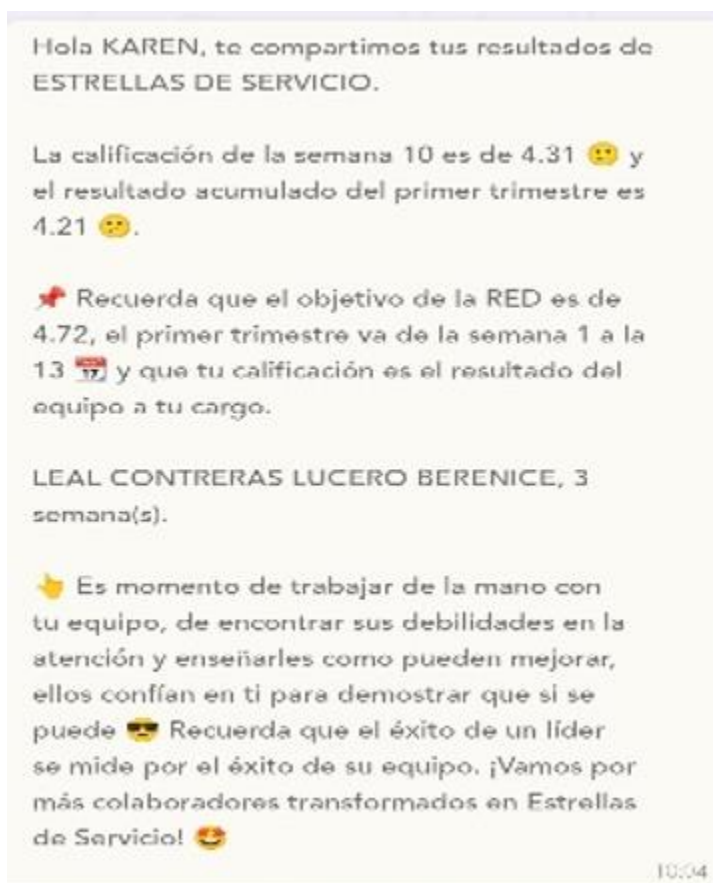 Hola KAREN, te compartimos tus resultados de
ESTRELLAS DE SERVICIO.
La calificación de la semana 10 es de 4.31 🙁 y
el resultado acumulado del primer trimestre es
4.21 🫤.
📌 Recuerda que el objetivo de la RED es de
4.72, el primer trimestre va de la semana 1 a la
13 📆 y que tu calificación es el resultado del
equipo a tu cargo.
LEAL CONTRERAS LUCERO BERENICE, 3
semana(s).
👆 Es momento de trabajar de la mano con
tu equipo, de encontrar sus debilidades en la
atención y enseñarles como pueden mejorar,
ellos confían en ti para demostrar que si se
puede 😎 Recuerda que el éxito de un líder
se mide por el éxito de su equipo. ¡Vamos por
más colaboradores transformados en Estrellas
de Servicio! 🤩
10:04